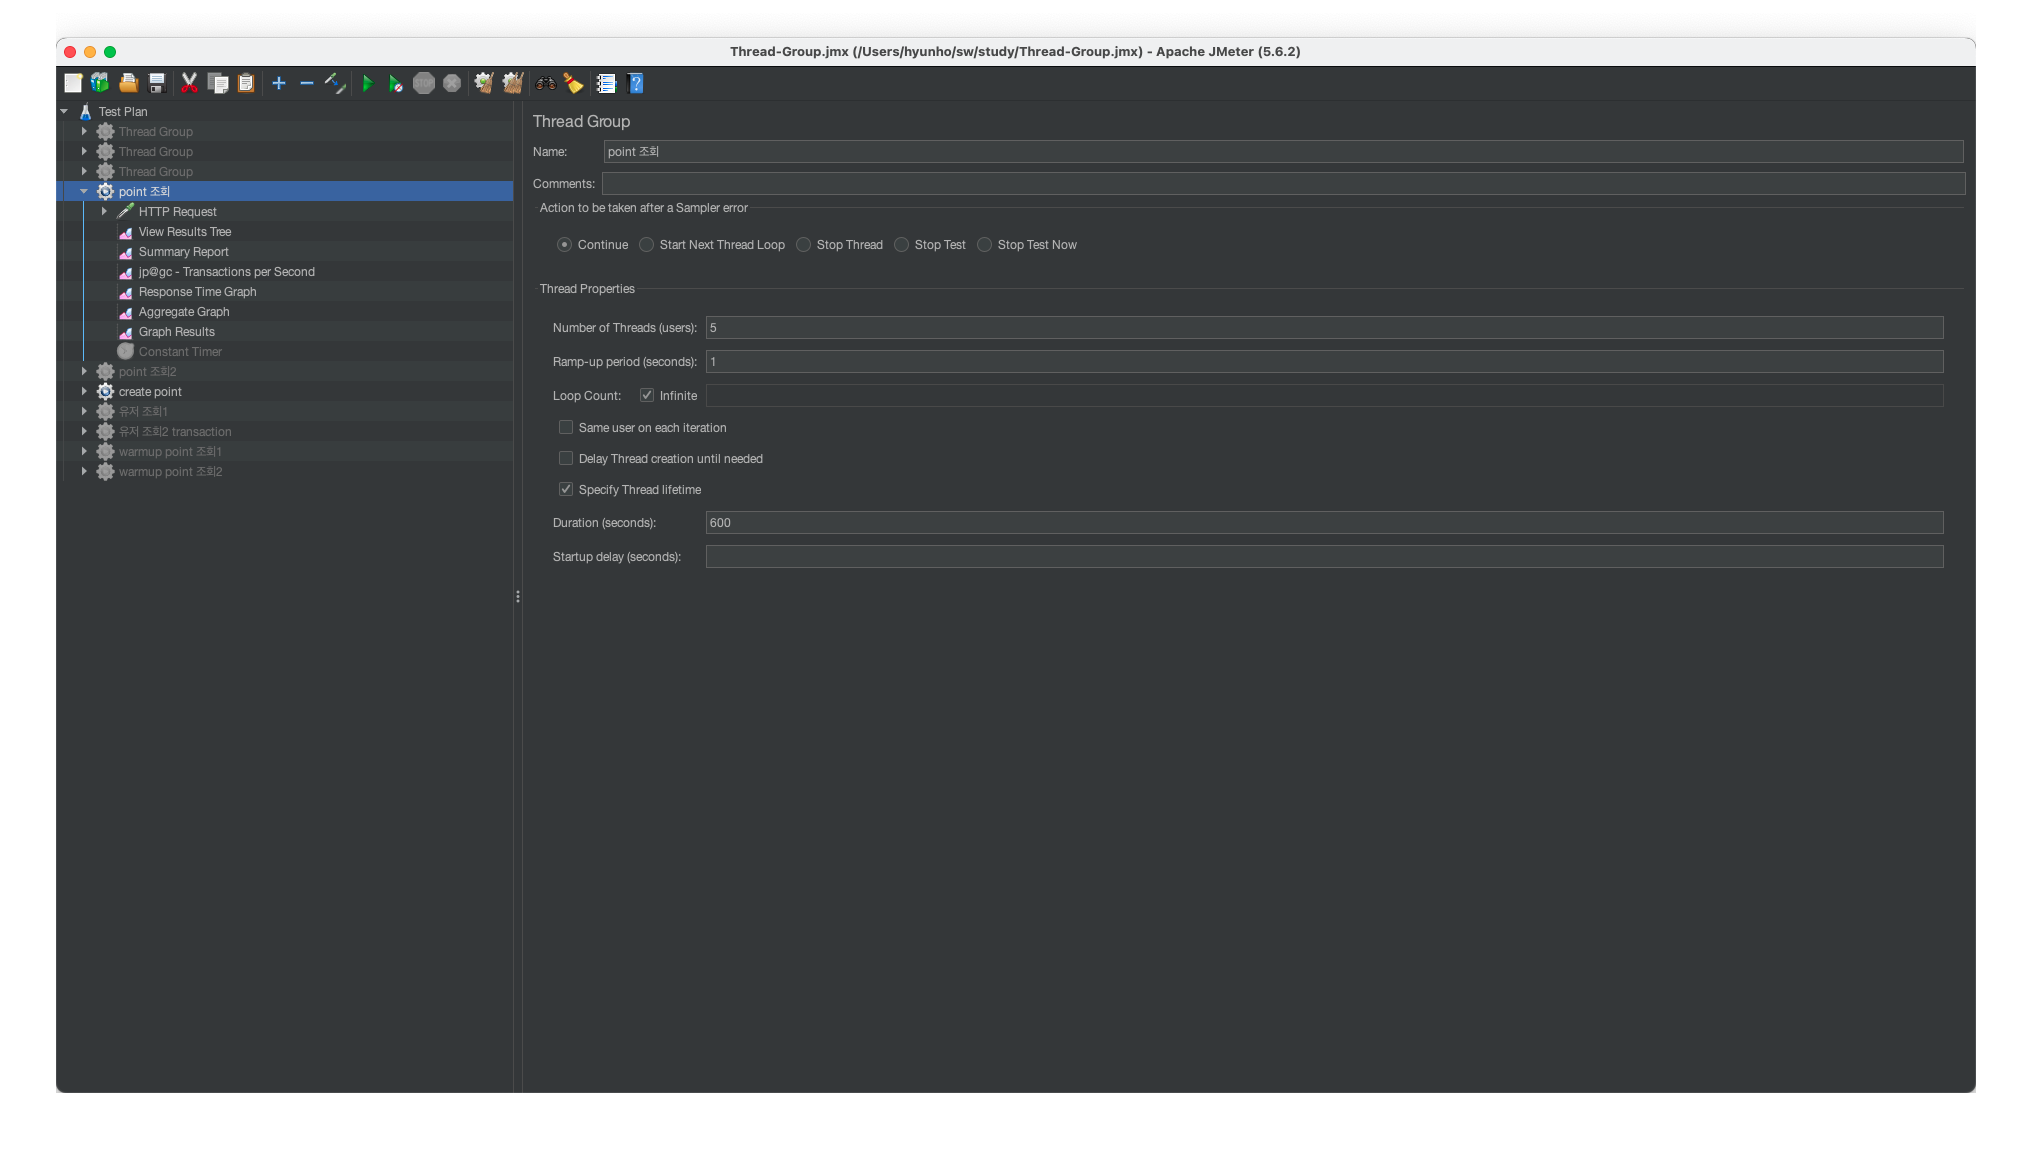 Thread-Group.jmx (/Users/hyunho/sw/study/Thread-Group.jmx) - Apache JMeter (5.6.2)
STOP
Test Plan
Thread Group
Thread Group
Thread Group
point 조회
HTTP Request
View Results Tree
Summary Report
jp@gc - Transactions per Second
Response Time Graph
Aggregate Graph
Graph Results
Constant Timer
point 조회2
create point
유저 조회1
유저 조회2 transaction
warmup point 조회1
warmup point 조회2
Thread Group
Name: point 조회
Comments:
Action to be taken after a Sampler error
Continue Start Next Thread Loop Stop Thread Stop Test Stop Test Now
Thread Properties
Number of Threads (users): 5
Ramp-up period (seconds): 1
Loop Count: Infinite
Same user on each iteration
Delay Thread creation until needed
Specify Thread lifetime
Duration (seconds): 600
Startup delay (seconds):